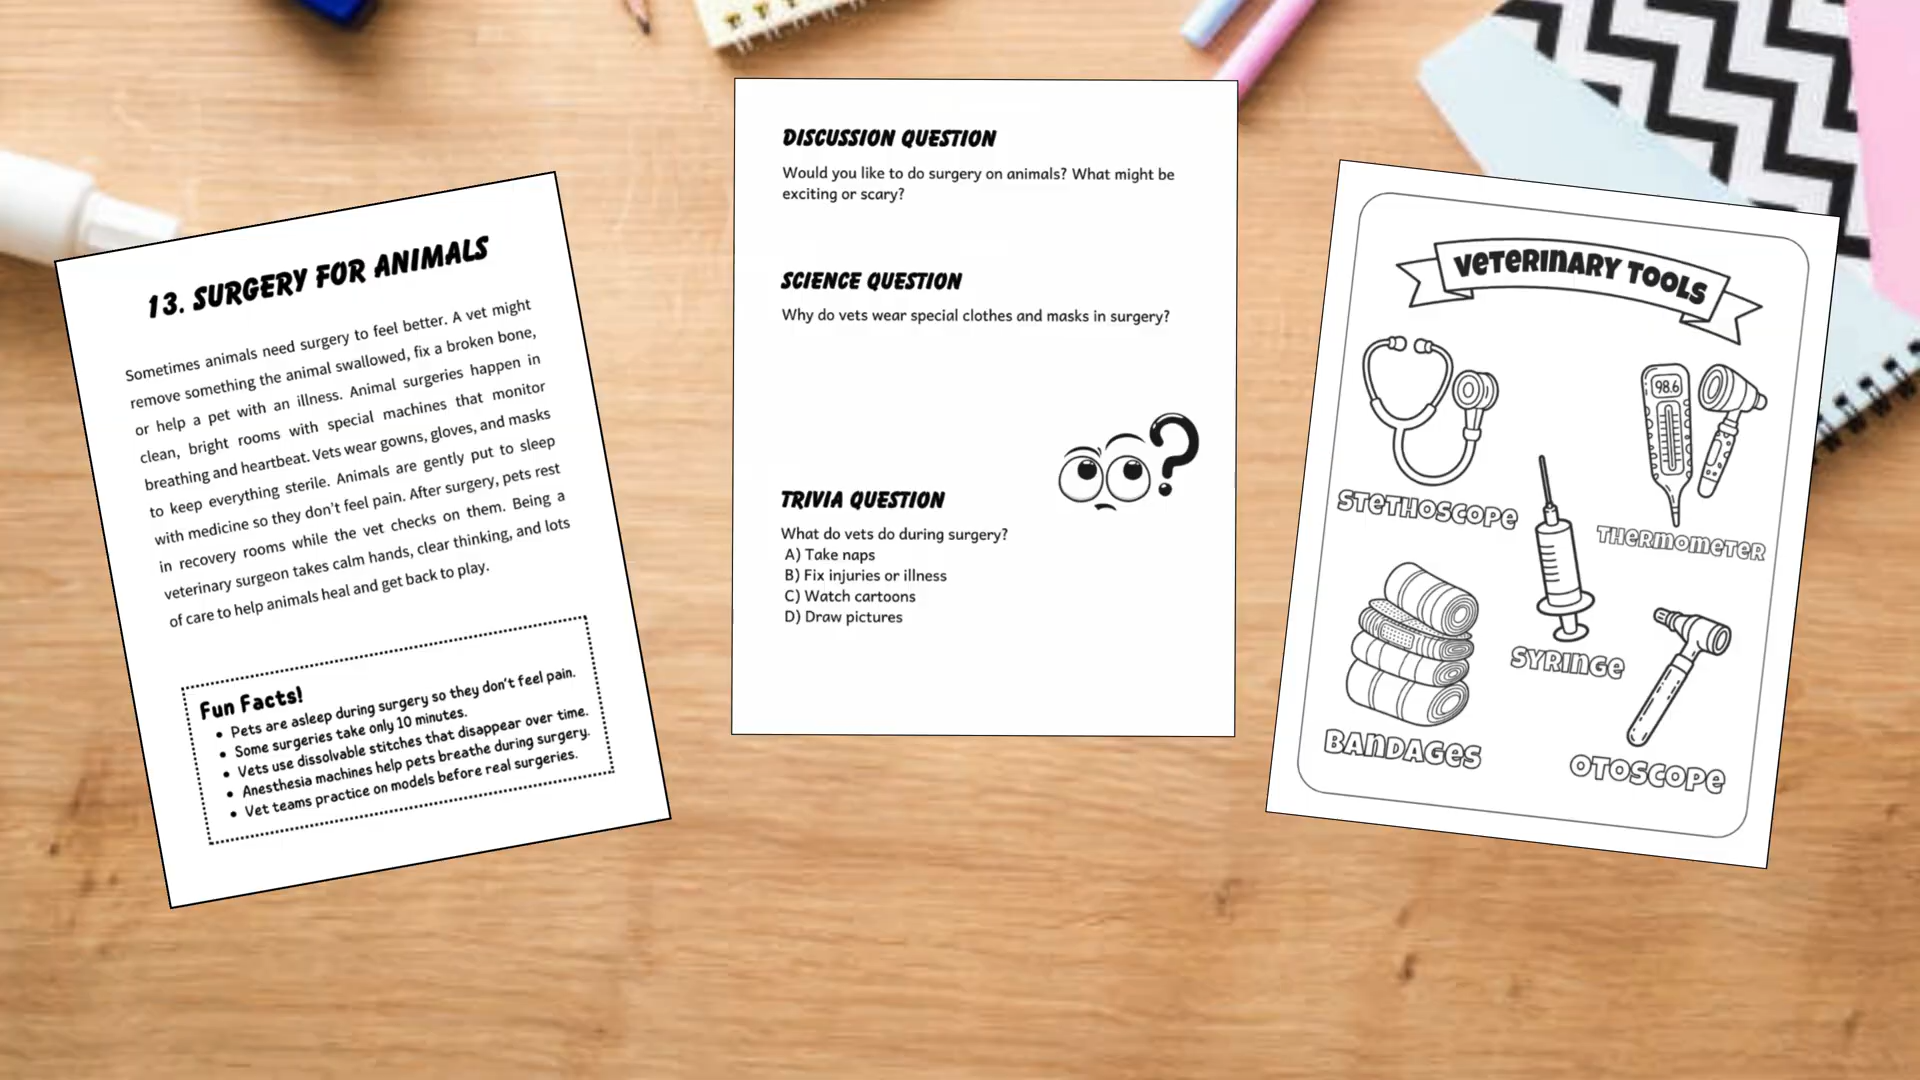 13. SURGERY FOR ANIMALS
Sometimes animals need surgery to feel better. A vet might
remove something the animal swallowed, fix a broken bone,
or help a pet with an illness. Animal surgeries happen in
clean, bright rooms with special machines that monitor
breathing and heartbeat. Vets wear gowns, gloves, and masks
to keep everything sterile. Animals are gently put to sleep
with medicine so they don't feel pain. After surgery, pets rest
in recovery rooms while the vet checks on them. Being a
veterinary surgeon takes calm hands, clear thinking, and lots
of care to help animals heal and get back to play.
Fun Facts!
• Pets are asleep during surgery so they don't feel pain.
• Some surgeries take only 10 minutes.
• Vets use dissolvable stitches that disappear over time.
• Anesthesia machines help pets breathe during surgery.
• Vet teams practice on models before real surgeries.
DISCUSSION QUESTION
Would you like to do surgery on animals? What might be
exciting or scary?
SCIENCE QUESTION
Why do vets wear special clothes and masks in surgery?
?
TRIVIA QUESTION
What do vets do during surgery?
A) Take naps
B) Fix injuries or illness
C) Watch cartoons
D) Draw pictures
VETERINARY TOOLS
98.6
STETHOSCOPE
THERMOMETER
SYRINGE
BANDAGES
OTOSCOPE